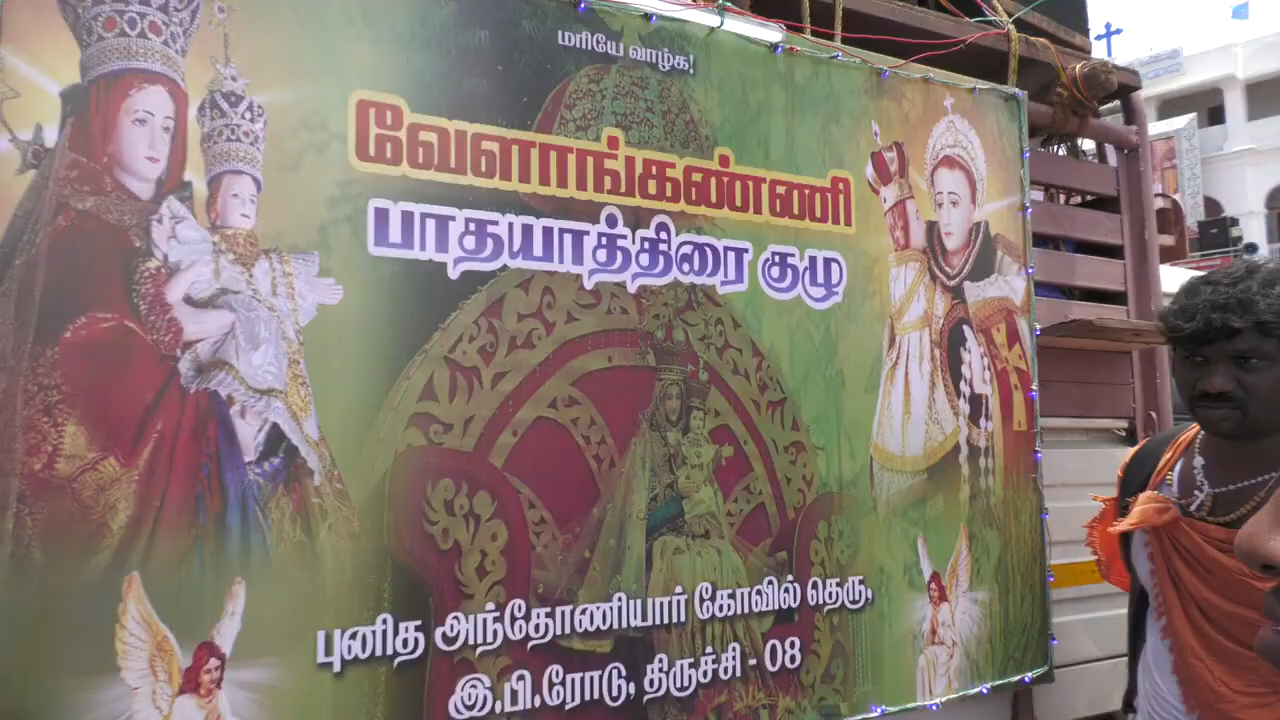 மரியே வாழ்க!
வேளாங்கண்ணி
பாதயாத்திரை குழு
புனித அந்தோணியார் கோவில் தெரு,
இ.பி.ரோடு, திருச்சி - 08